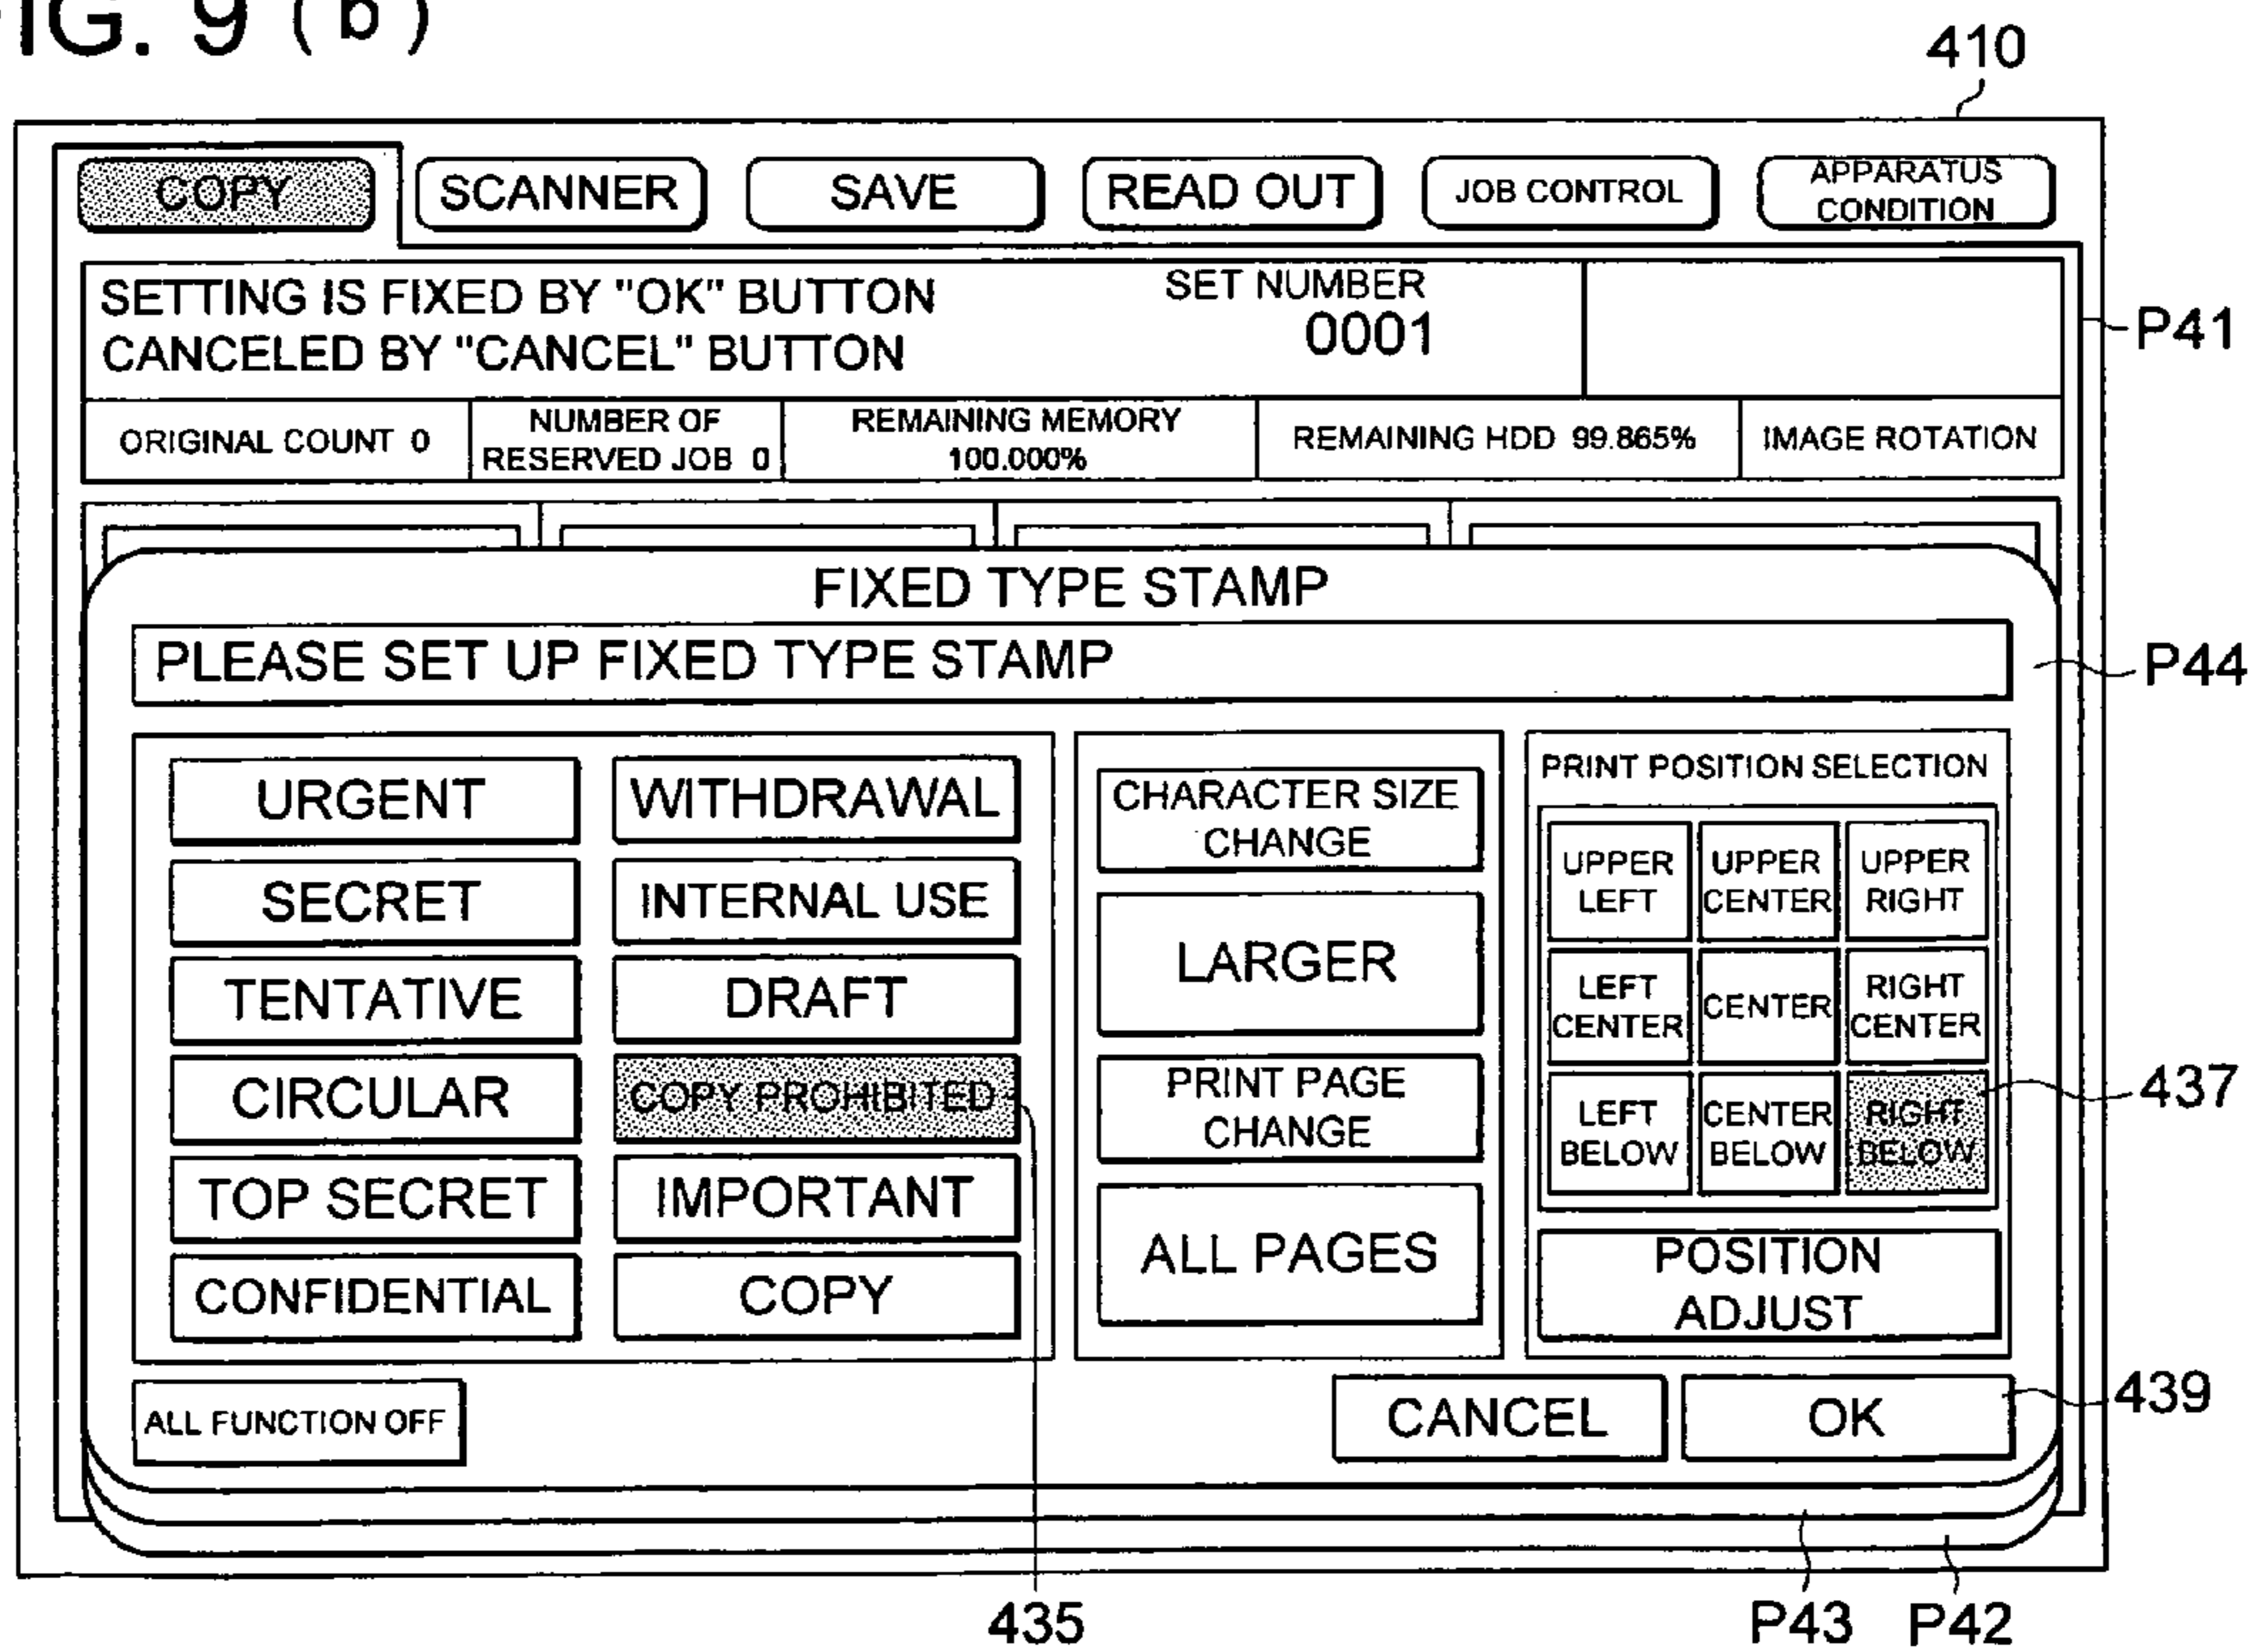 IG. 9 (b)
410
COPY
SCANNER
SAVE
READ OUT
JOB CONTROL
APPARATUS
CONDITION
SETTING IS FIXED BY "OK" BUTTON
CANCELED BY "CANCEL" BUTTON
SET NUMBER
0001
P41
ORIGINAL COUNT 0
NUMBER OF
RESERVED JOB 0
REMAINING MEMORY
100.000%
REMAINING HDD 99.865%
IMAGE ROTATION
FIXED TYPE STAMP
PLEASE SET UP FIXED TYPE STAMP
P44
URGENT
WITHDRAWAL
SECRET
INTERNAL USE
TENTATIVE
DRAFT
CIRCULAR
COPY PROHIBITED
TOP SECRET
IMPORTANT
CONFIDENTIAL
COPY
CHARACTER SIZE
CHANGE
LARGER
PRINT PAGE
CHANGE
ALL PAGES
PRINT POSITION SELECTION
UPPER
LEFT
UPPER
CENTER
UPPER
RIGHT
LEFT
CENTER
CENTER
RIGHT
CENTER
LEFT
BELOW
CENTER
BELOW
RIGHT
BELOW
437
POSITION
ADJUST
ALL FUNCTION OFF
CANCEL
OK
439
435
P43
P42